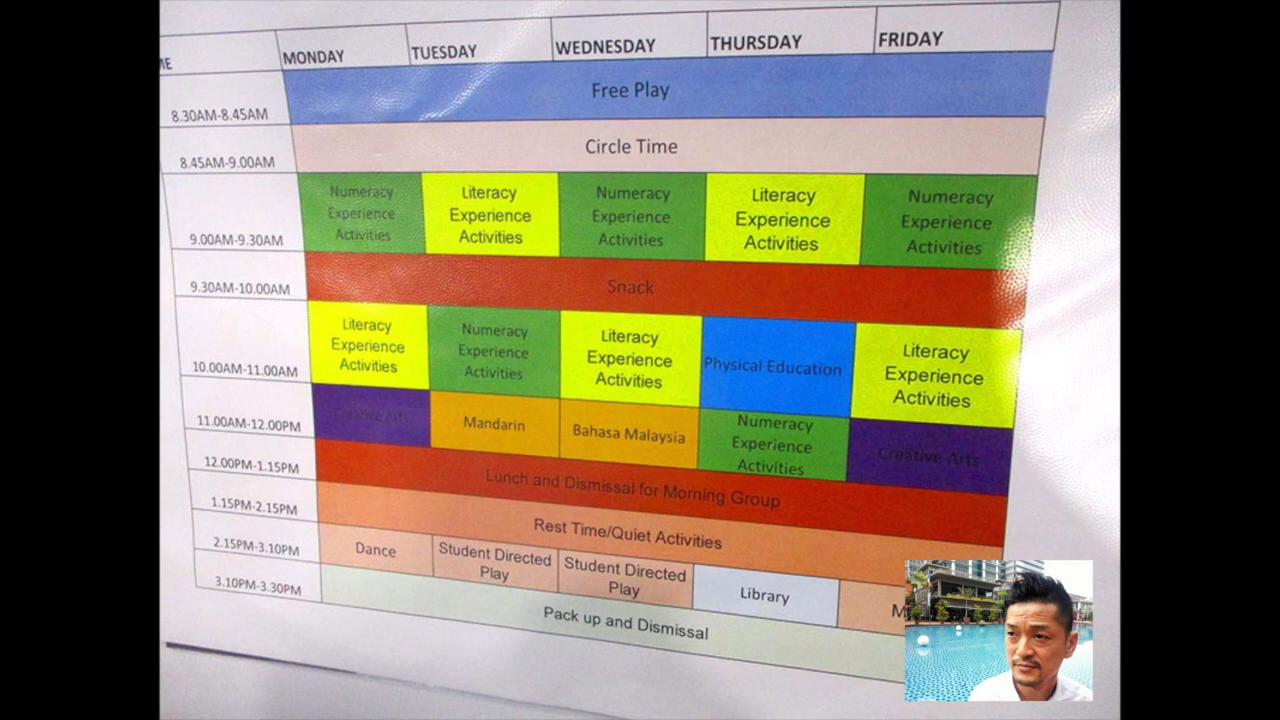 MONDAY TUESDAY WEDNESDAY THURSDAY FRIDAY
8.30AM-8.45AM Free Play
8.45AM-9.00AM Circle Time
9.00AM-9.30AM
Numeracy
Experience
Activities
Literacy
Experience
Activities
Numeracy
Experience
Activities
Literacy
Experience
Activities
Numeracy
Experience
Activities
9.30AM-10.00AM Snack
10.00AM-11.00AM
Literacy
Experience
Activities
Numeracy
Experience
Activities
Literacy
Experience
Activities
Physical Education
Literacy
Experience
Activities
11.00AM-12.00PM
Creative Arts
Mandarin
Bahasa Malaysia
Numeracy
Experience
Activities
Creative Arts
12.00PM-1.15PM Lunch and Dismissal for Morning Group
1.15PM-2.15PM Rest Time/Quiet Activities
2.15PM-3.10PM
Dance
Student Directed
Play
Student Directed
Play
Library
3.10PM-3.30PM Pack up and Dismissal